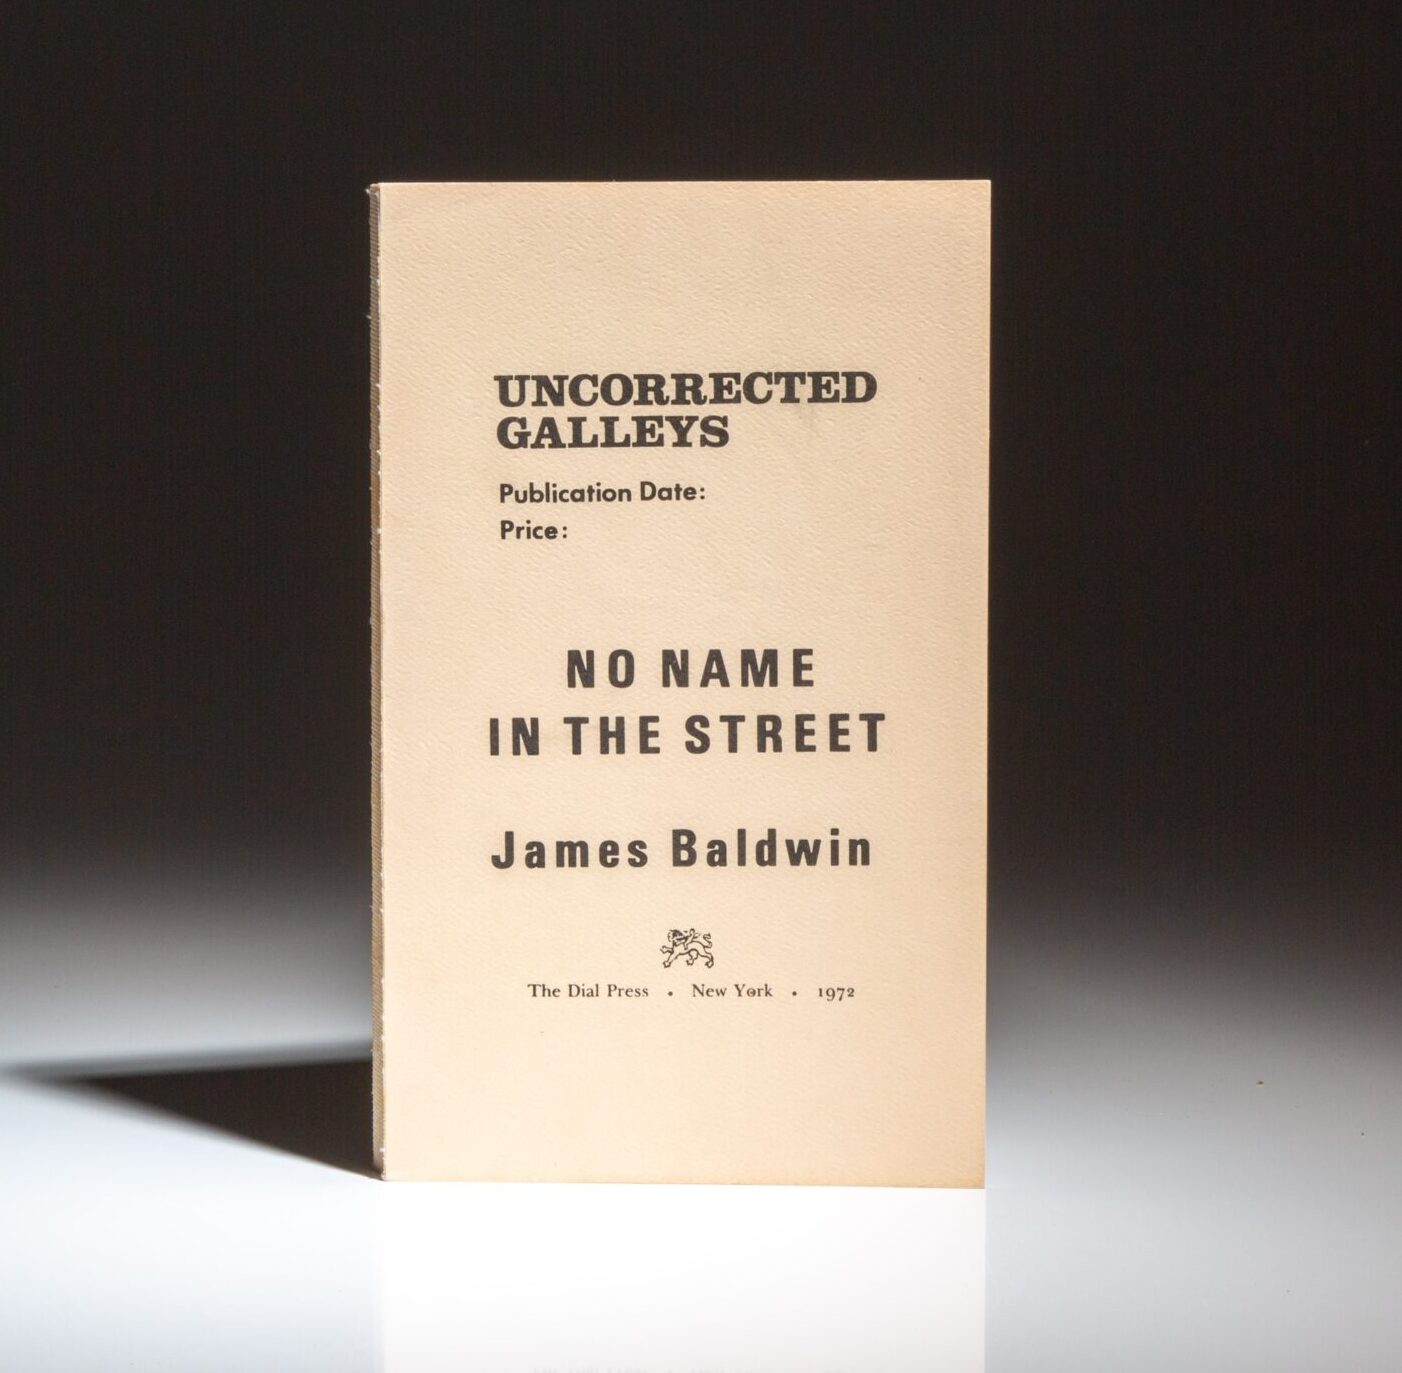 UNCORRECTED
GALLEYS
Publication Date:
Price:
NO NAME
IN THE STREET
James Baldwin
The Dial Press • New York • 1972